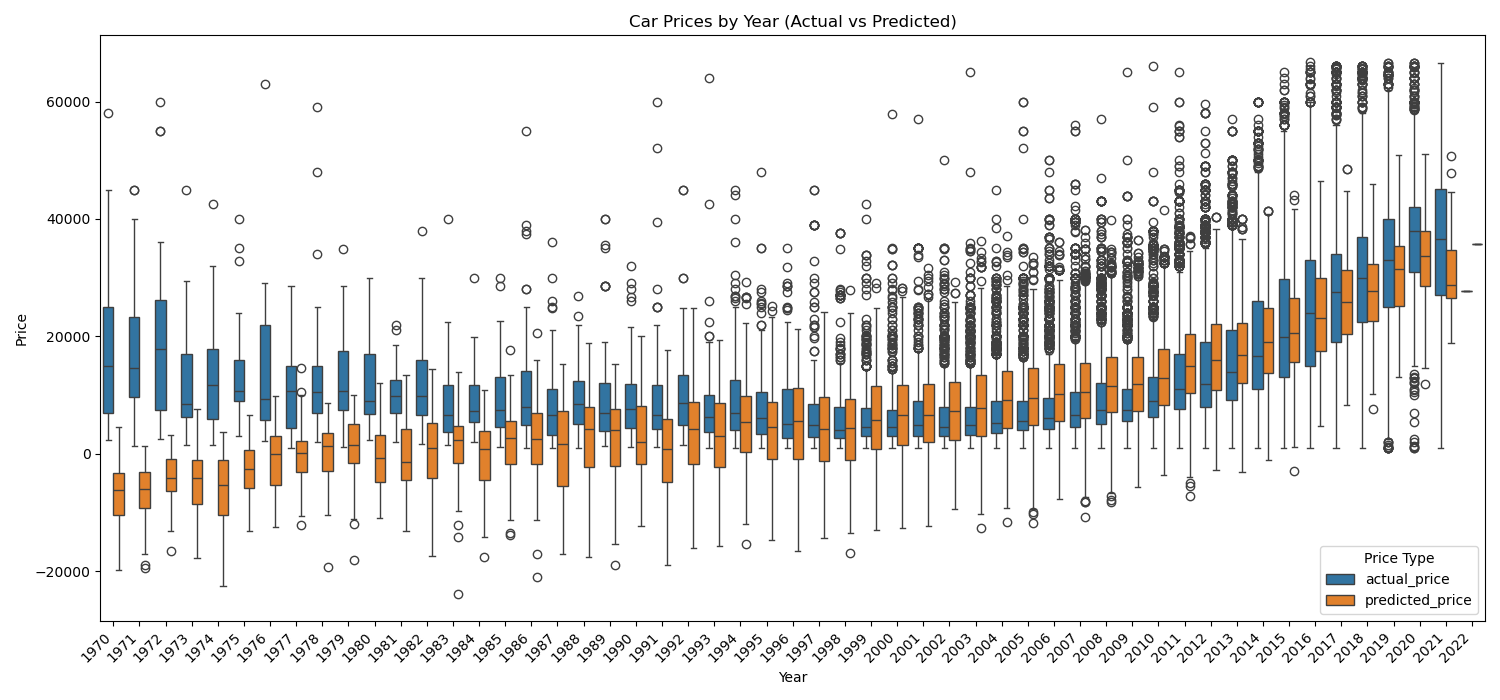 Car Prices by Year (Actual vs Predicted)
Price
60000
40000
20000
0
−20000
Price Type
actual_price
predicted_price
1970 1971 1972 1973 1974 1975 1976 1977 1978 1979 1980 1981 1982 1983 1984 1985 1986 1987 1988 1989 1990 1991 1992 1993 1994 1995 1996 1997 1998 1999 2000 2001 2002 2003 2004 2005 2006 2007 2008 2009 2010 2011 2012 2013 2014 2015 2016 2017 2018 2019 2020 2021 2022
Year